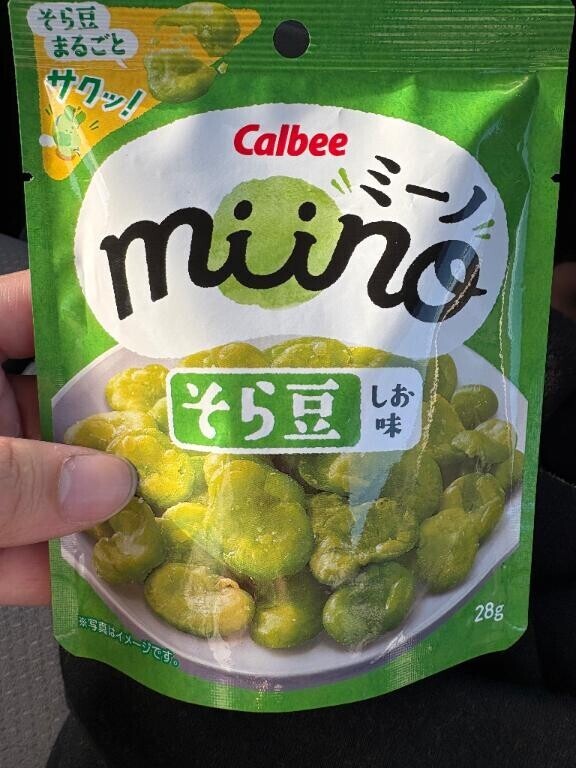 そら豆
まるごと
サクッ!
Calbee
ミーノ
miino
そら豆
しお
味
28g
※写真はイメージです。